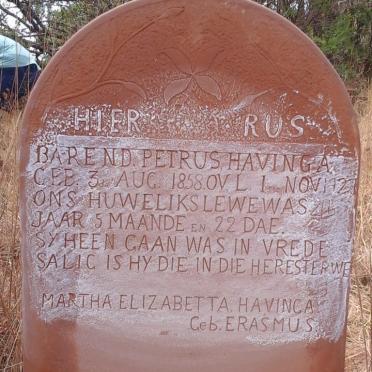 HIER RUS
BAREND PETRUS HAVINGA
GEB 3 AUG. 1858. OVL 1 NOV. 12
ONS HUWELIKSLEWE WAS
JAAR 5 MAANDE EN 22 DAE.
SY HEEN GAAN WAS IN VREDE
SALIG IS HY DIE IN DIE HERE STERWE
MARTHA ELIZABETTA. HAVINGA
Geb. ERASMUS